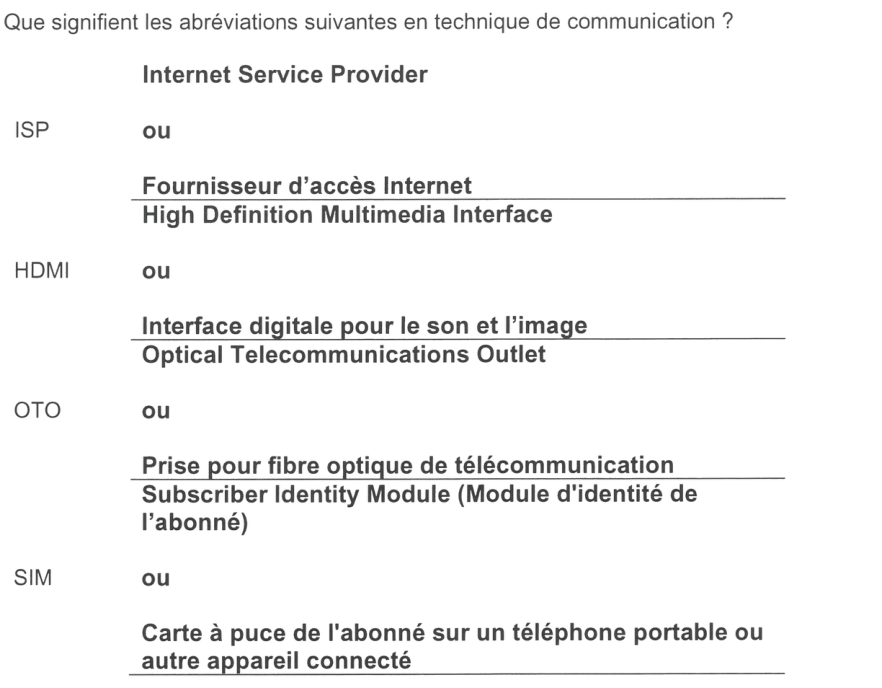 Que signifient les abréviations suivantes en technique de communication ?
Internet Service Provider
ISP ou
Fournisseur d'accès Internet
High Definition Multimedia Interface
HDMI ou
Interface digitale pour le son et l'image
Optical Telecommunications Outlet
OTO ou
Prise pour fibre optique de télécommunication
Subscriber Identity Module (Module d'identité de
l'abonné)
SIM ou
Carte à puce de l'abonné sur un téléphone portable ou
autre appareil connecté